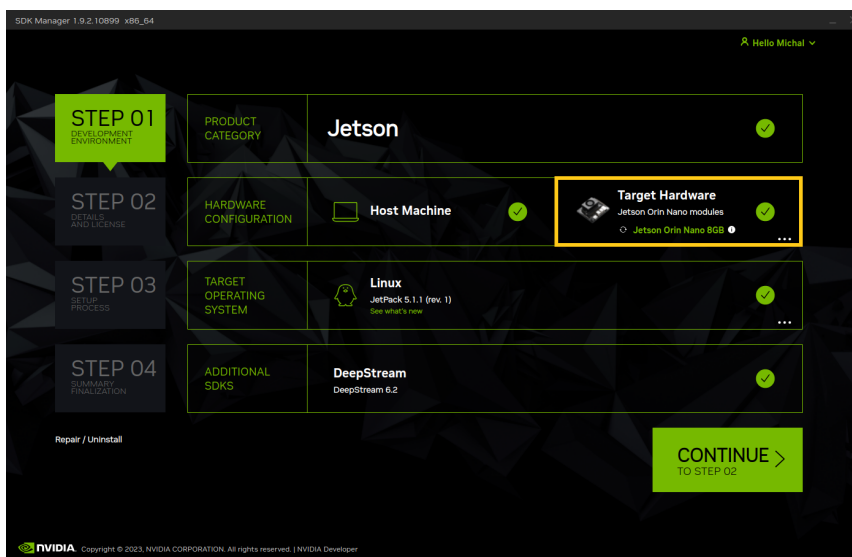 SDK Manager 1.9.2.10899 x86_64
Hello Michal
STEP 01
DEVELOPMENT
ENVIRONMENT
PRODUCT
CATEGORY
Jetson
STEP 02
DETAILS
AND LICENSE
HARDWARE
CONFIGURATION
Host Machine
Target Hardware
Jetson Orin Nano modules
Jetson Orin Nano 8GB
...
STEP 03
SETUP
PROCESS
TARGET
OPERATING
SYSTEM
Linux
JetPack 5.1.1 (rev. 1)
See what's new
...
STEP 04
SUMMARY
FINALIZATION
ADDITIONAL
SDKS
DeepStream
DeepStream 6.2
Repair / Uninstall
CONTINUE >
TO STEP 02
NVIDIA. Copyright © 2023, NVIDIA CORPORATION. All rights reserved. | NVIDIA Developer